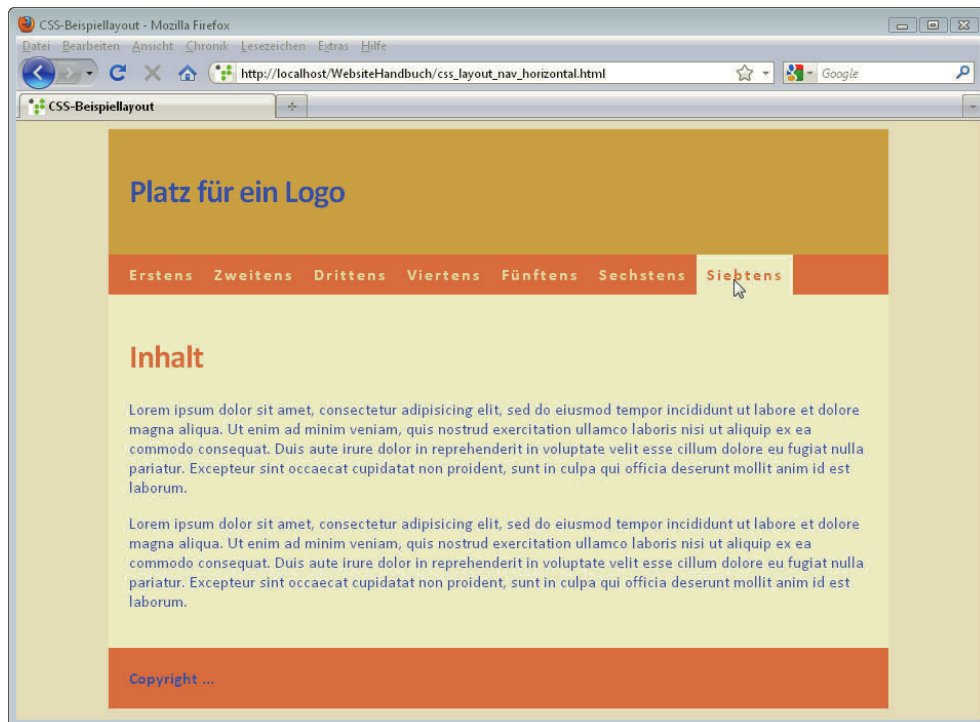 CSS-Beispiellayout - Mozilla Firefox
Datei Bearbeiten Ansicht Chronik Lesezeichen Extras Hilfe
http://localhost/WebsiteHandbuch/css_layout_nav_horizontal.html Google
CSS-Beispiellayout
Platz für ein Logo
Erstens Zweitens Drittens Viertens Fünftens Sechstens Siebtens
Inhalt
Lorem ipsum dolor sit amet, consectetur adipisicing elit, sed do eiusmod tempor incididunt ut labore et dolore
magna aliqua. Ut enim ad minim veniam, quis nostrud exercitation ullamco laboris nisi ut aliquip ex ea
commodo consequat. Duis aute irure dolor in reprehenderit in voluptate velit esse cillum dolore eu fugiat nulla
pariatur. Excepteur sint occaecat cupidatat non proident, sunt in culpa qui officia deserunt mollit anim id est
laborum.
Lorem ipsum dolor sit amet, consectetur adipisicing elit, sed do eiusmod tempor incididunt ut labore et dolore
magna aliqua. Ut enim ad minim veniam, quis nostrud exercitation ullamco laboris nisi ut aliquip ex ea
commodo consequat. Duis aute irure dolor in reprehenderit in voluptate velit esse cillum dolore eu fugiat nulla
pariatur. Excepteur sint occaecat cupidatat non proident, sunt in culpa qui officia deserunt mollit anim id est
laborum.
Copyright ...